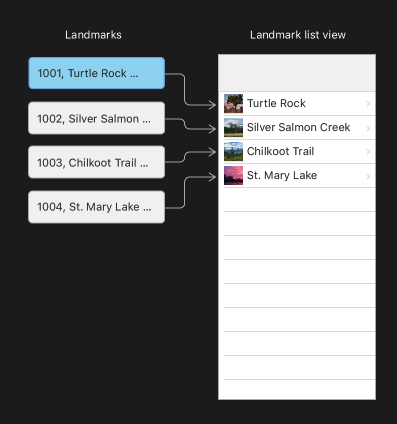 Landmarks
Landmark list view
1001, Turtle Rock ...
1002, Silver Salmon ...
1003, Chilkoot Trail ...
1004, St. Mary Lake ...
Turtle Rock
Silver Salmon Creek
Chilkoot Trail
St. Mary Lake